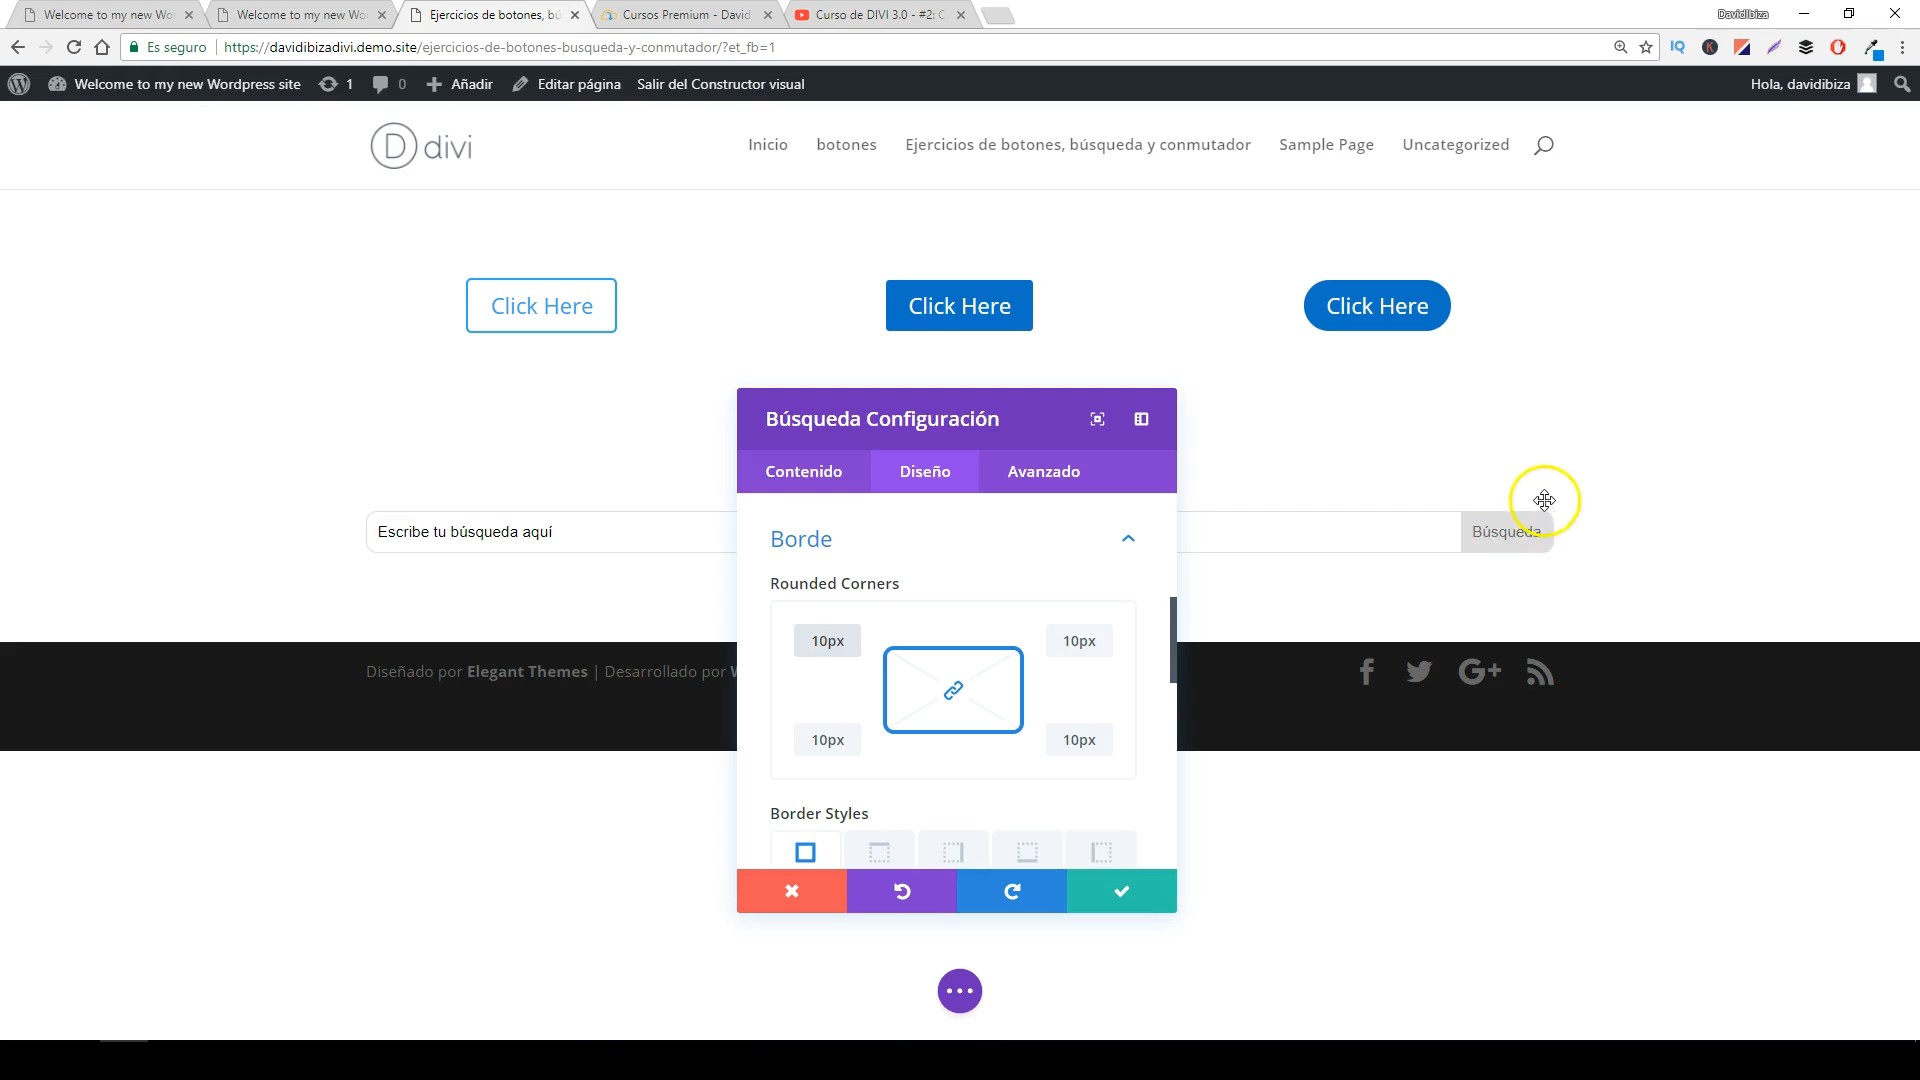 Welcome to my new Wo
Welcome to my new Wo
Ejercicios de botones, bú
Cursos Premium - David
Curso de DIVI 3.0 - #2: C
DavidIbiza
Es seguro
https://davidibizadivi.demo.site/ejercicios-de-botones-busqueda-y-conmutador/?et_fb=1
IQ
K
Welcome to my new Wordpress site
1
0
Añadir
Editar página
Salir del Constructor visual
Hola, davidibiza
D divi
Inicio
botones
Ejercicios de botones, búsqueda y conmutador
Sample Page
Uncategorized
Click Here
Click Here
Click Here
Búsqueda Configuración
Contenido
Diseño
Avanzado
Escribe tu búsqueda aquí
Búsqueda
Borde
Rounded Corners
10px
10px
10px
10px
Diseñado por Elegant Themes | Desarrollado por
Border Styles